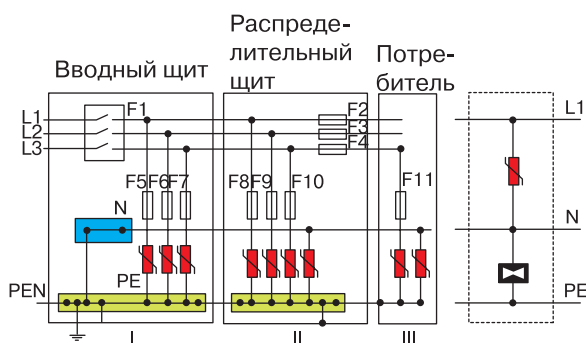 Вводный щит
Распреде-
лительный
щит
Потре-
битель
L1
L2
L3
F1
F2
F3
F4
F5 F6 F7
F8 F9 F10
F11
N
PE
PEN
I
II
III
L1
N
PE